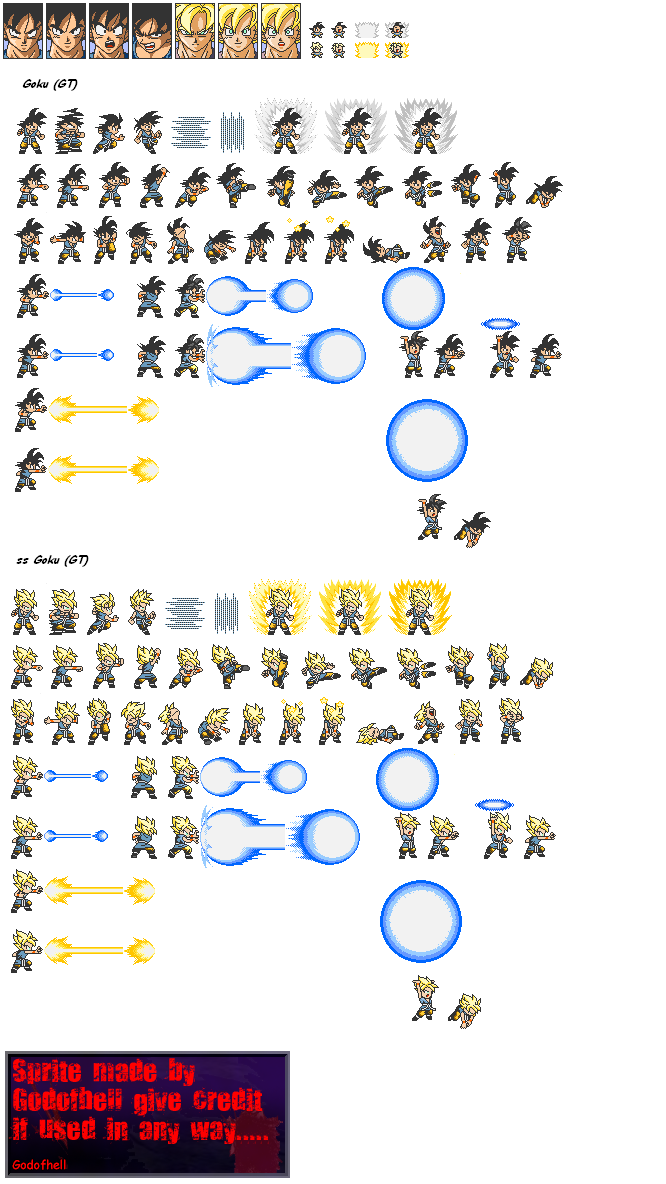 Goku (GT)
ss Goku (GT)
Sprite made by
Godofhell give credit
if used in any way.....
Godofhell